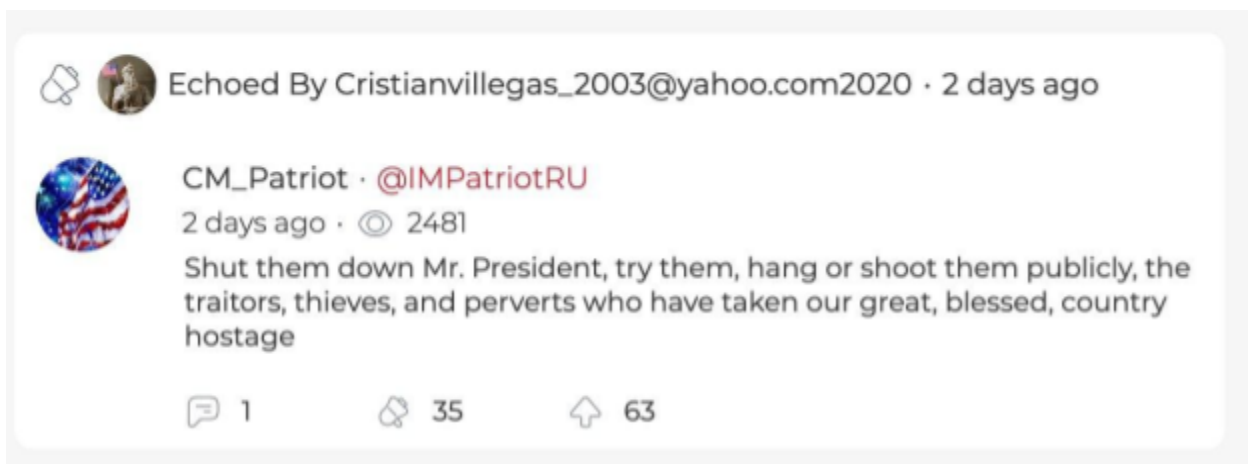 Echoed By Cristianvillegas_2003@yahoo.com2020 · 2 days ago
CM_Patriot · @IMPatriotRU
2 days ago · 2481
Shut them down Mr. President, try them, hang or shoot them publicly, the
traitors, thieves, and perverts who have taken our great, blessed, country
hostage
1 35 63